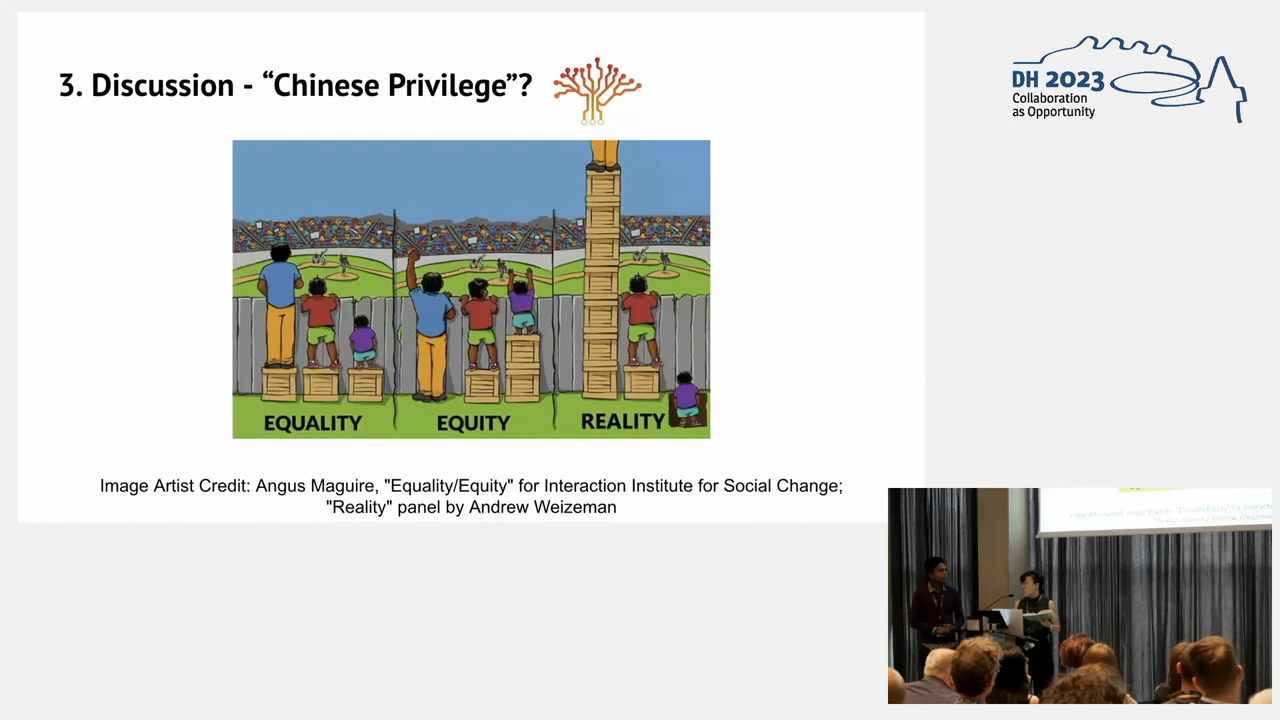 3. Discussion - “Chinese Privilege”?
DH 2023
Collaboration
as Opportunity
EQUALITY
EQUITY
REALITY
Image Artist Credit: Angus Maguire, "Equality/Equity" for Interaction Institute for Social Change;
"Reality" panel by Andrew Weizeman